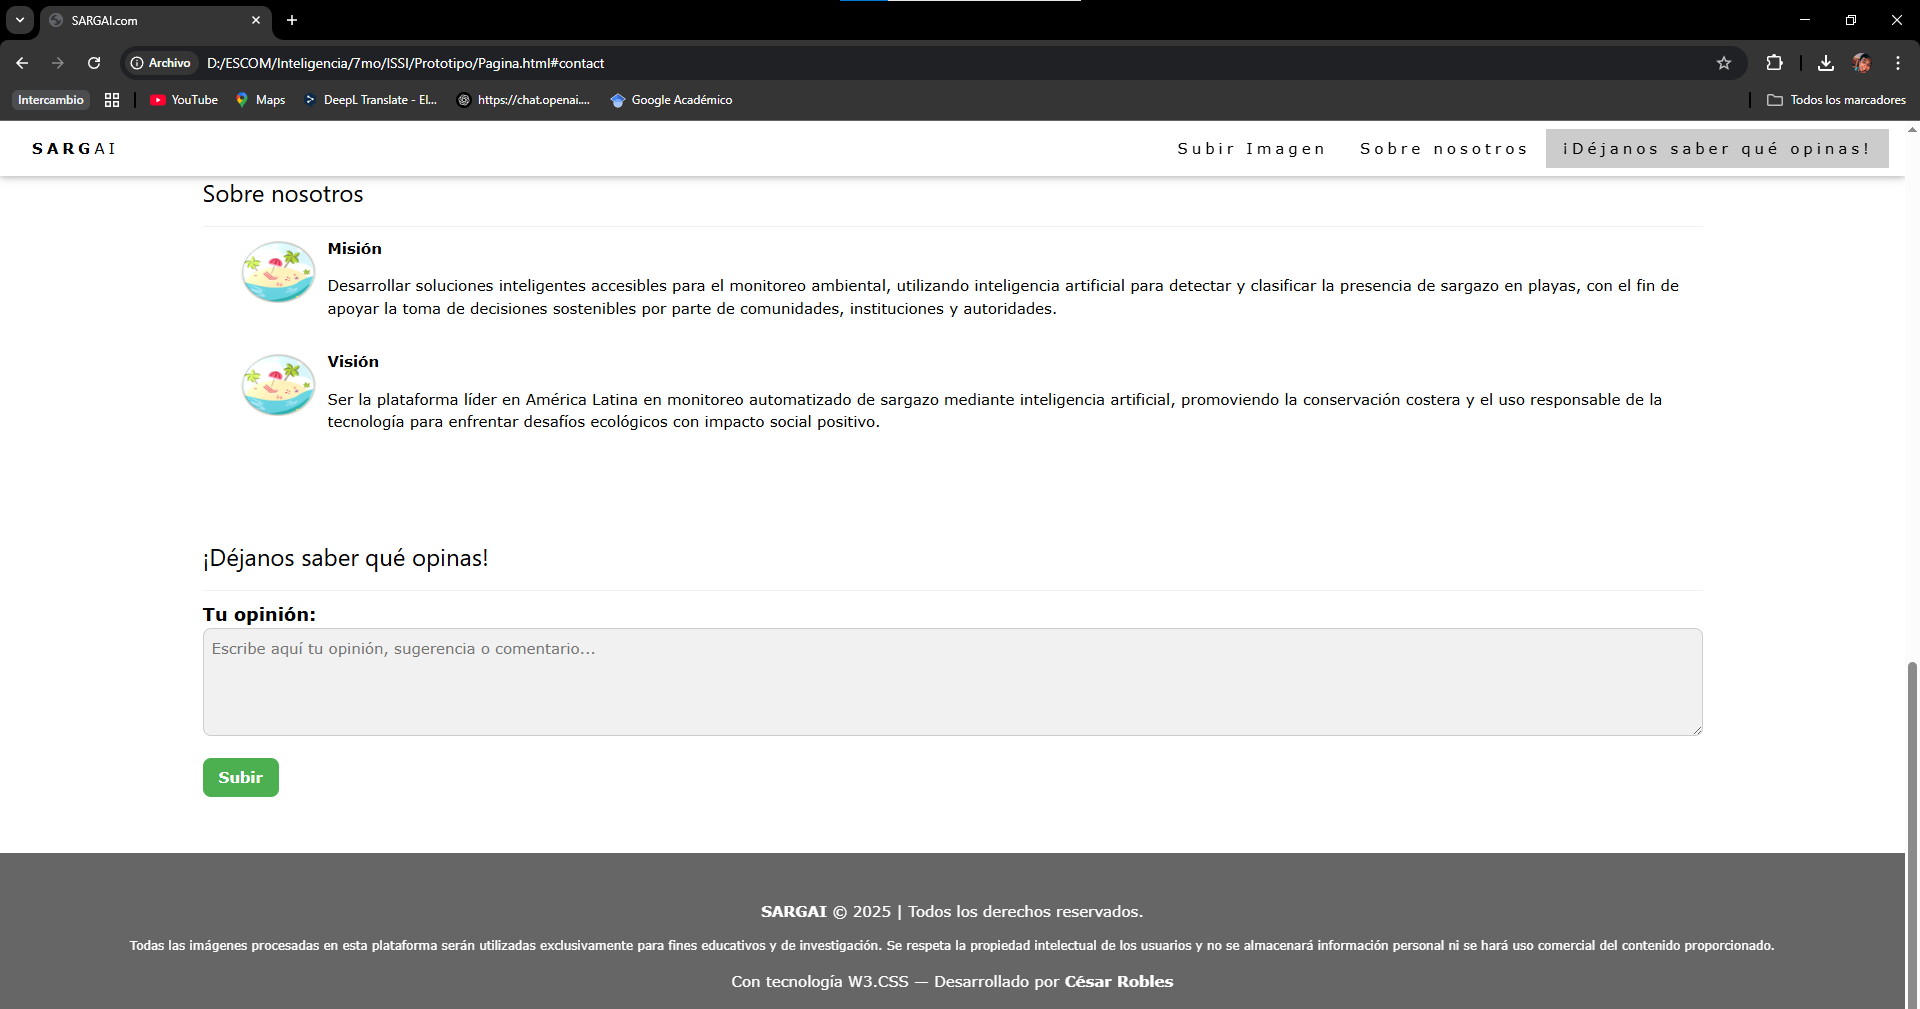 SARGAI.com
Archivo
D:/ESCOM/Inteligencia/7mo/ISSI/Prototipo/Pagina.html#contact
Intercambio
YouTube
Maps
DeepL Translate - El...
https://chat.openai....
Google Académico
Todos los marcadores
SARGAI
Subir Imagen
Sobre nosotros
¡Déjanos saber qué opinas!
Sobre nosotros
Misión
Desarrollar soluciones inteligentes accesibles para el monitoreo ambiental, utilizando inteligencia artificial para detectar y clasificar la presencia de sargazo en playas, con el fin de
apoyar la toma de decisiones sostenibles por parte de comunidades, instituciones y autoridades.
Visión
Ser la plataforma líder en América Latina en monitoreo automatizado de sargazo mediante inteligencia artificial, promoviendo la conservación costera y el uso responsable de la
tecnología para enfrentar desafíos ecológicos con impacto social positivo.
¡Déjanos saber qué opinas!
Tu opinión:
Escribe aquí tu opinión, sugerencia o comentario...
Subir
SARGAI © 2025 | Todos los derechos reservados.
Todas las imágenes procesadas en esta plataforma serán utilizadas exclusivamente para fines educativos y de investigación. Se respeta la propiedad intelectual de los usuarios y no se almacenará información personal ni se hará uso comercial del contenido proporcionado.
Con tecnología W3.CSS — Desarrollado por César Robles